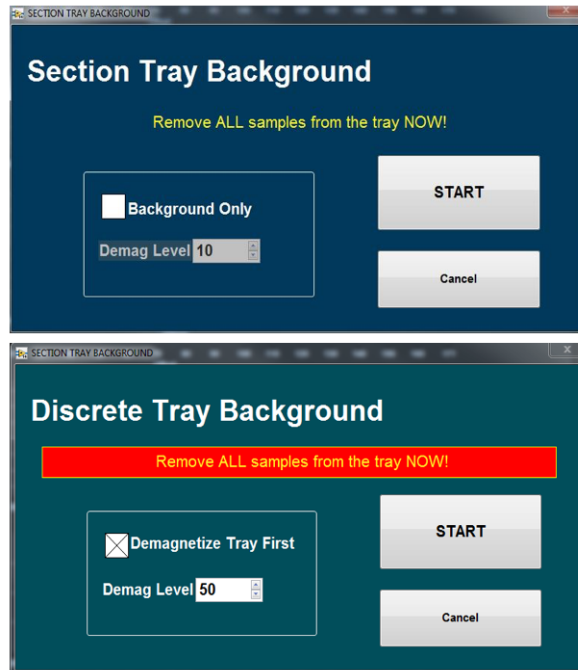 SECTION TRAY BACKGROUND
Section Tray Background
Remove ALL samples from the tray NOW!
Background Only
START
Demag Level 10
Cancel
SECTION TRAY BACKGROUND
Discrete Tray Background
Remove ALL samples from the tray NOW!
Demagnetize Tray First
START
Demag Level 50
Cancel